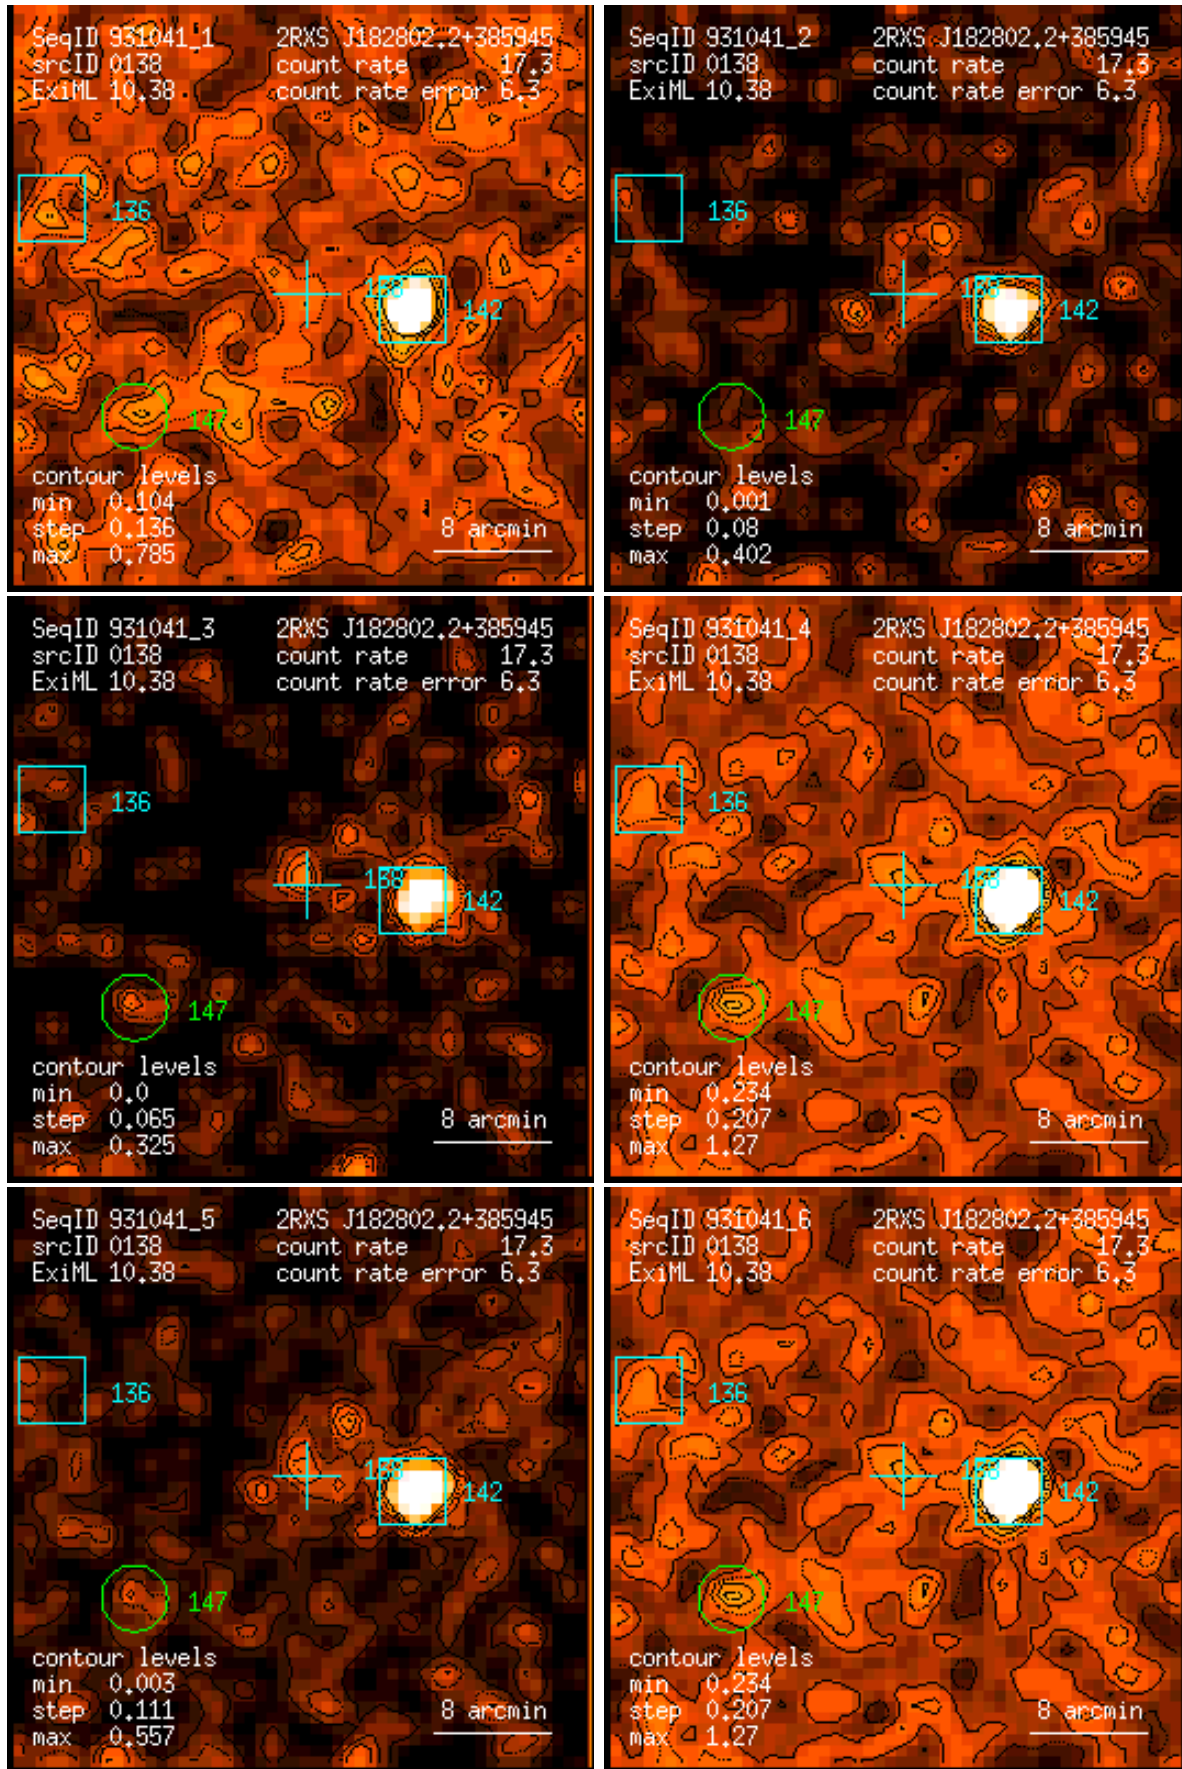 SeqID 931041_1 2RXS J182802.2+385945
srcID 0138 count rate 17.3
ExiML 10.38 count rate error 6.3
136
138
142
147
contour levels
min 0.104
step 0.136 8 arcmin
max 0.785
SeqID 931041_2 2RXS J182802.2+385945
srcID 0138 count rate 17.3
ExiML 10.38 count rate error 6.3
136
138
142
147
contour levels
min 0.001
step 0.08 8 arcmin
max 0.402
SeqID 931041_3 2RXS J182802.2+385945
srcID 0138 count rate 17.3
ExiML 10.38 count rate error 6.3
136
138
142
147
contour levels
min 0.0
step 0.065 8 arcmin
max 0.325
SeqID 931041_4 2RXS J182802.2+385945
srcID 0138 count rate 17.3
ExiML 10.38 count rate error 6.3
136
138
142
147
contour levels
min 0.234
step 0.207 8 arcmin
max 1.27
SeqID 931041_5 2RXS J182802.2+385945
srcID 0138 count rate 17.3
ExiML 10.38 count rate error 6.3
136
138
142
147
contour levels
min 0.003
step 0.111 8 arcmin
max 0.557
SeqID 931041_6 2RXS J182802.2+385945
srcID 0138 count rate 17.3
ExiML 10.38 count rate error 6.3
136
138
142
147
contour levels
min 0.234
step 0.207 8 arcmin
max 1.27